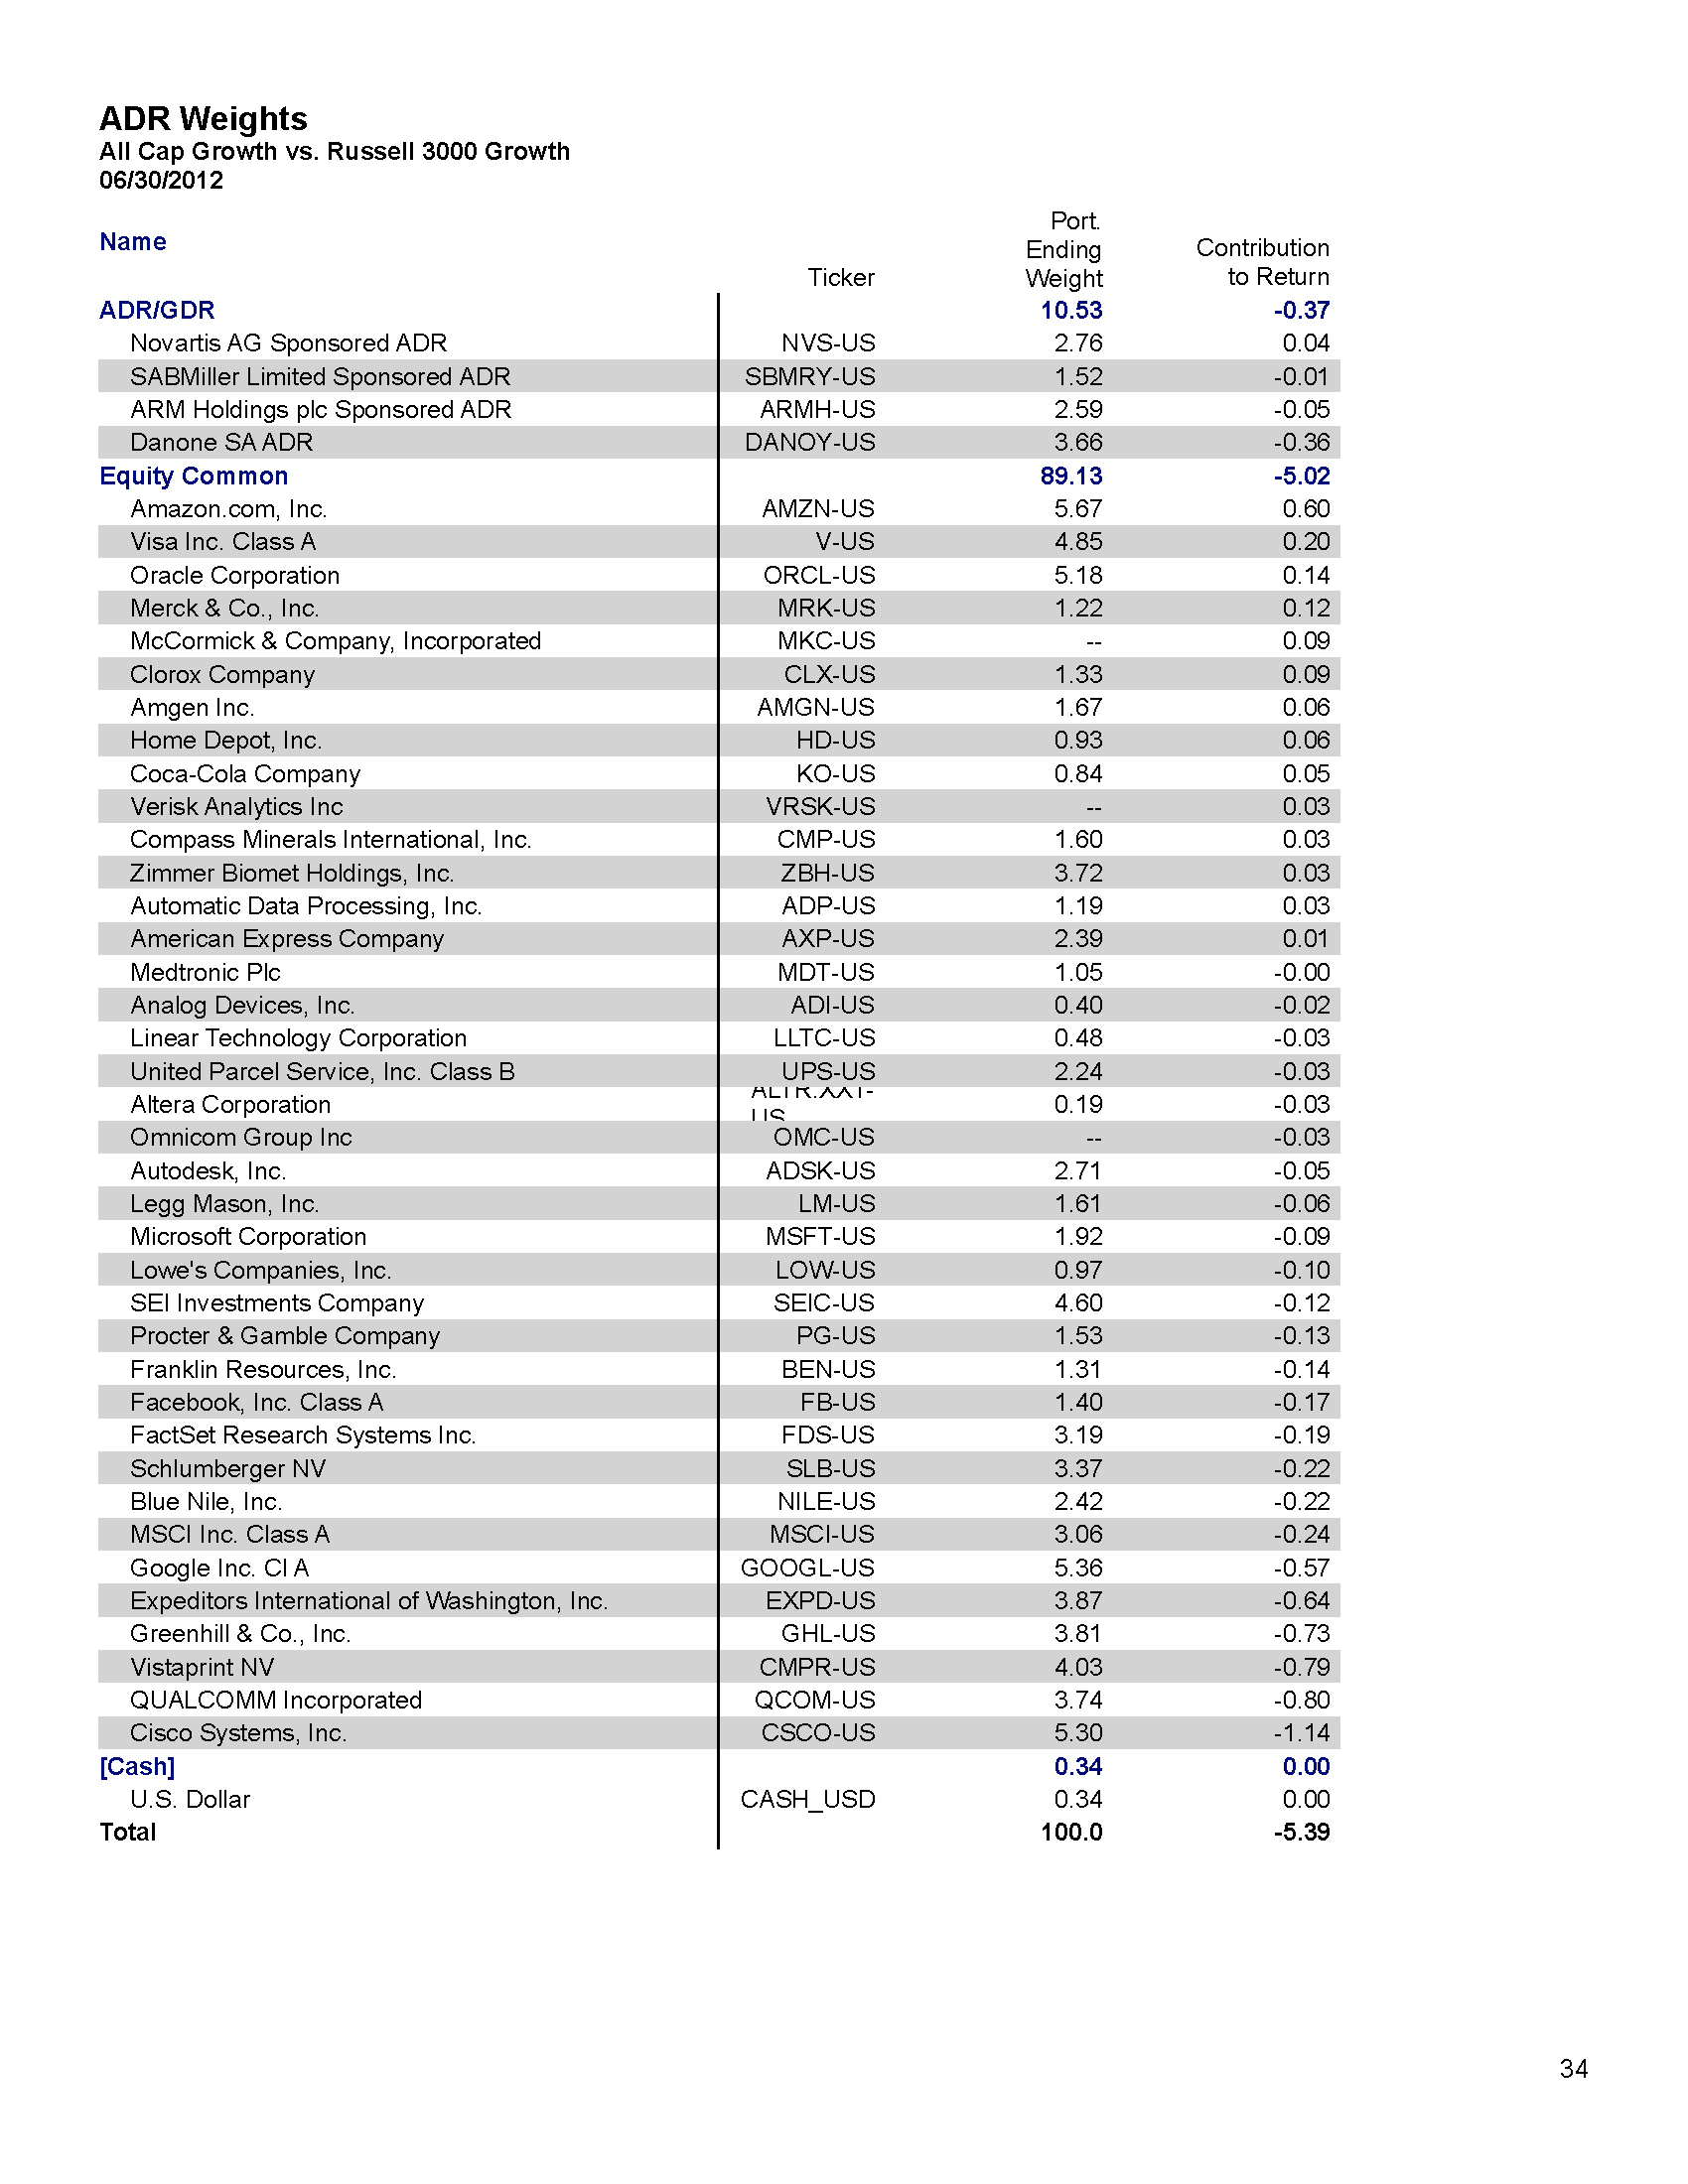 ADR Weights
All Cap Growth vs. Russell 3000 Growth
06/30/2012
Name Ticker Port. Ending Weight Contribution to Return
ADR/GDR 10.53 -0.37
Novartis AG Sponsored ADR NVS-US 2.76 0.04
SABMiller Limited Sponsored ADR SBMRY-US 1.52 -0.01
ARM Holdings plc Sponsored ADR ARMH-US 2.59 -0.05
Danone SA ADR DANOY-US 3.66 -0.36
Equity Common 89.13 -5.02
Amazon.com, Inc. AMZN-US 5.67 0.60
Visa Inc. Class A V-US 4.85 0.20
Oracle Corporation ORCL-US 5.18 0.14
Merck & Co., Inc. MRK-US 1.22 0.12
McCormick & Company, Incorporated MKC-US -- 0.09
Clorox Company CLX-US 1.33 0.09
Amgen Inc. AMGN-US 1.67 0.06
Home Depot, Inc. HD-US 0.93 0.06
Coca-Cola Company KO-US 0.84 0.05
Verisk Analytics Inc VRSK-US -- 0.03
Compass Minerals International, Inc. CMP-US 1.60 0.03
Zimmer Biomet Holdings, Inc. ZBH-US 3.72 0.03
Automatic Data Processing, Inc. ADP-US 1.19 0.03
American Express Company AXP-US 2.39 0.01
Medtronic Plc MDT-US 1.05 -0.00
Analog Devices, Inc. ADI-US 0.40 -0.02
Linear Technology Corporation LLTC-US 0.48 -0.03
United Parcel Service, Inc. Class B UPS-US 2.24 -0.03
Altera Corporation 0.19 -0.03
Omnicom Group Inc OMC-US -- -0.03
Autodesk, Inc. ADSK-US 2.71 -0.05
Legg Mason, Inc. LM-US 1.61 -0.06
Microsoft Corporation MSFT-US 1.92 -0.09
Lowe's Companies, Inc. LOW-US 0.97 -0.10
SEI Investments Company SEIC-US 4.60 -0.12
Procter & Gamble Company PG-US 1.53 -0.13
Franklin Resources, Inc. BEN-US 1.31 -0.14
Facebook, Inc. Class A FB-US 1.40 -0.17
FactSet Research Systems Inc. FDS-US 3.19 -0.19
Schlumberger NV SLB-US 3.37 -0.22
Blue Nile, Inc. NILE-US 2.42 -0.22
MSCI Inc. Class A MSCI-US 3.06 -0.24
Google Inc. Cl A GOOGL-US 5.36 -0.57
Expeditors International of Washington, Inc. EXPD-US 3.87 -0.64
Greenhill & Co., Inc. GHL-US 3.81 -0.73
Vistaprint NV CMPR-US 4.03 -0.79
QUALCOMM Incorporated QCOM-US 3.74 -0.80
Cisco Systems, Inc. CSCO-US 5.30 -1.14
[Cash] 0.34 0.00
U.S. Dollar CASH_USD 0.34 0.00
Total 100.0 -5.39
34